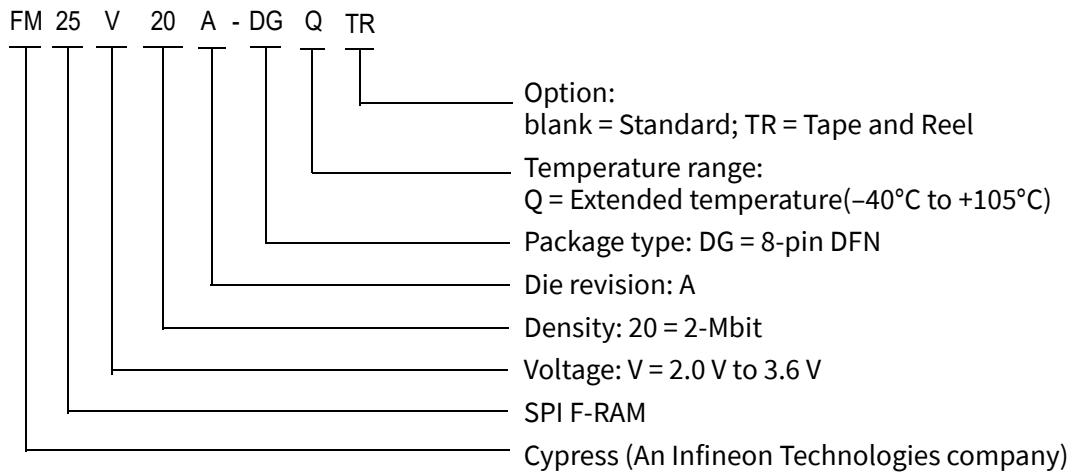 FM 25 V 20 A - DG Q TR
Option:
blank = Standard; TR = Tape and Reel
Temperature range:
Q = Extended temperature(–40°C to +105°C)
Package type: DG = 8-pin DFN
Die revision: A
Density: 20 = 2-Mbit
Voltage: V = 2.0 V to 3.6 V
SPI F-RAM
Cypress (An Infineon Technologies company)